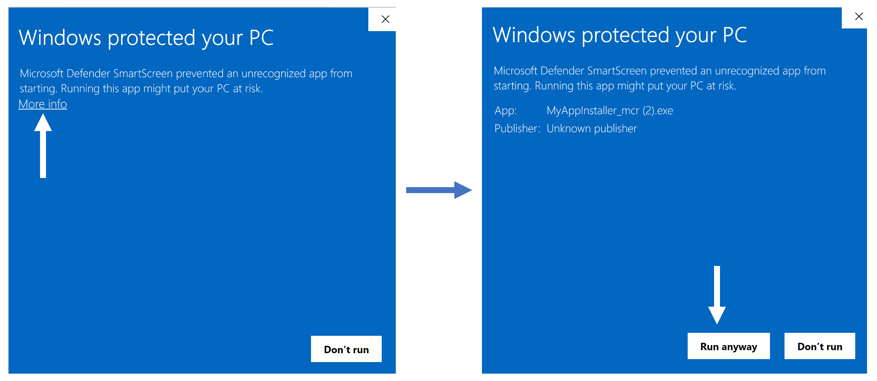 Windows protected your PC
Microsoft Defender SmartScreen prevented an unrecognized app from
starting. Running this app might put your PC at risk.
More info
Don't run
Windows protected your PC
Microsoft Defender SmartScreen prevented an unrecognized app from
starting. Running this app might put your PC at risk.
App: MyAppInstaller_mcr (2).exe
Publisher: Unknown publisher
Run anyway Don't run